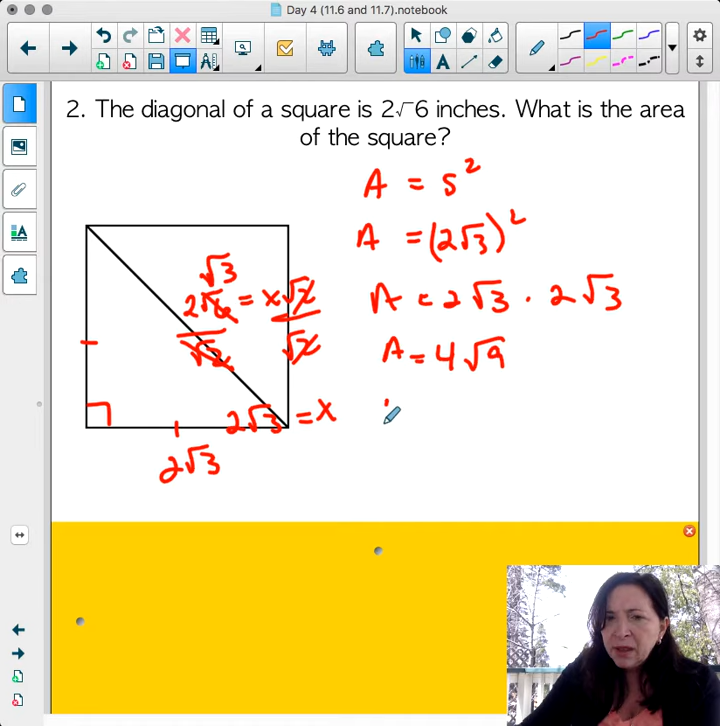 Day 4 (11.6 and 11.7).notebook
A
A
2. The diagonal of a square is 2√6 inches. What is the area
of the square?
A = s²
A = (2√3)²
A = 2√3 · 2√3
A = 4√9
√3
2√6 = x√2
√2 √2
2√3 = x
2√3